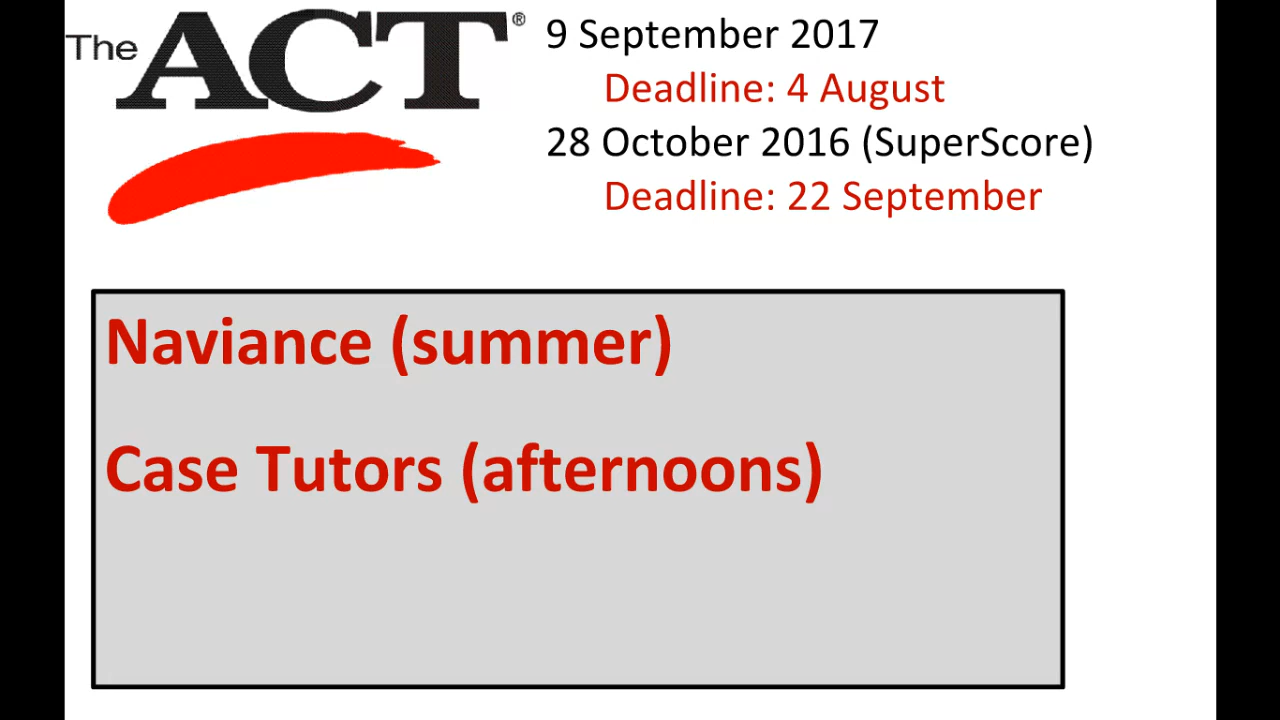 The ACT®
9 September 2017
Deadline: 4 August
28 October 2016 (SuperScore)
Deadline: 22 September
Naviance (summer)
Case Tutors (afternoons)